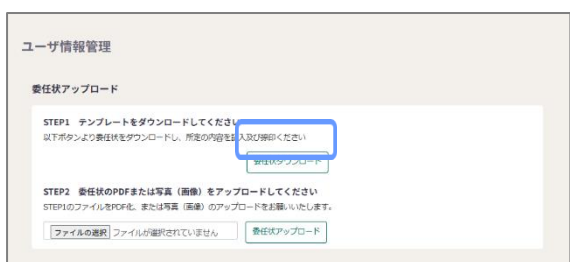 ユーザ情報管理
委任状アップロード
STEP1 テンプレートをダウンロードしてください
以下ボタンより委任状をダウンロードし、所定の内容を記入及び押印ください
委任状ダウンロード
STEP2 委任状のPDFまたは写真（画像）をアップロードしてください
STEP1のファイルをPDF化、または写真（画像）のアップロードをお願いいたします。
ファイルの選択 ファイルが選択されていません 委任状アップロード